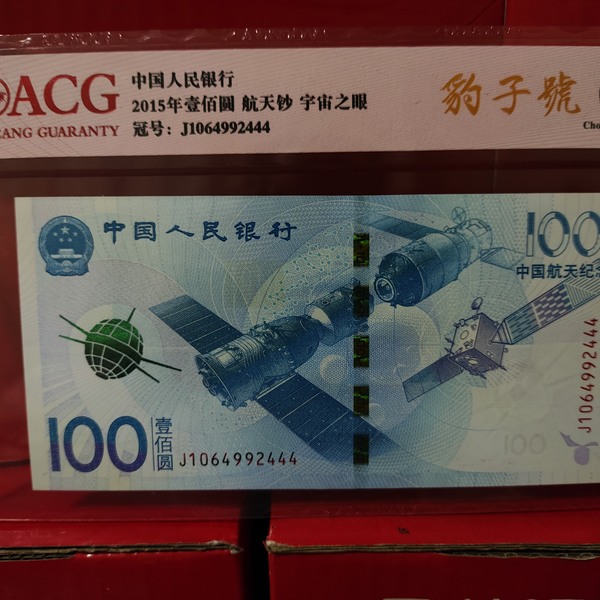 ACG
中国人民银行
2015年壹佰圆 航天钞 宇宙之眼
冠号：J1064992444
GUARANTY
豹子號
中国人民银行
100
中国航天纪
100
壹佰圆
J1064992444
J1064992444
100